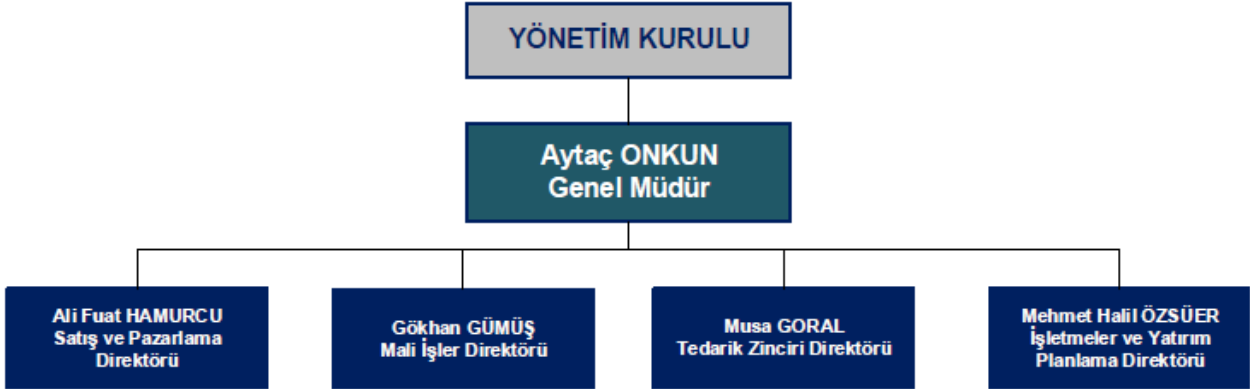 YÖNETİM KURULU
Aytaç ONKUN
Genel Müdür
Ali Fuat HAMURCU
Satış ve Pazarlama
Direktörü
Gökhan GÜMÜŞ
Mali İşler Direktörü
Musa GORAL
Tedarik Zinciri Direktörü
Mehmet Halil ÖZSÜER
İşletmeler ve Yatırım
Planlama Direktörü